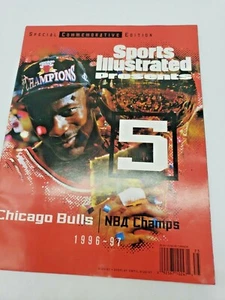 Special Commemorative Edition
Sports
Illustrated
Presents
CHAMPIONS
5
Chicago Bulls NBA Champs
1996-97